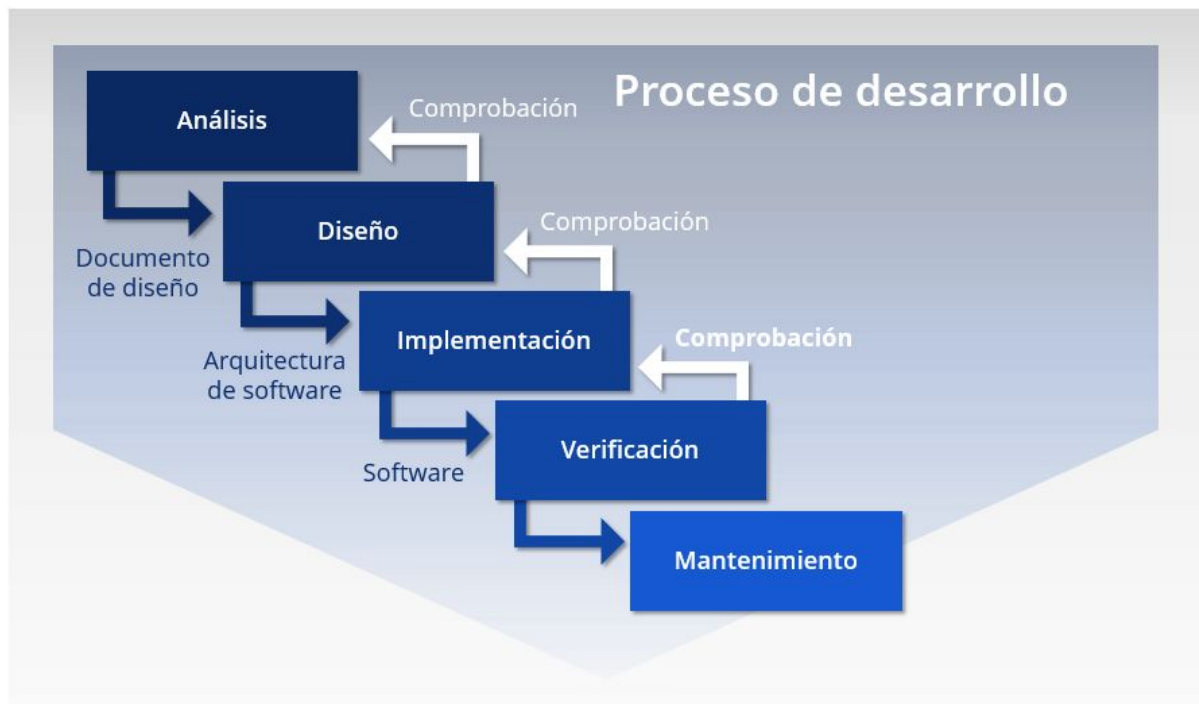 Proceso de desarrollo
Análisis
Comprobación
Diseño
Comprobación
Documento
de diseño
Implementación
Comprobación
Arquitectura
de software
Verificación
Software
Mantenimiento